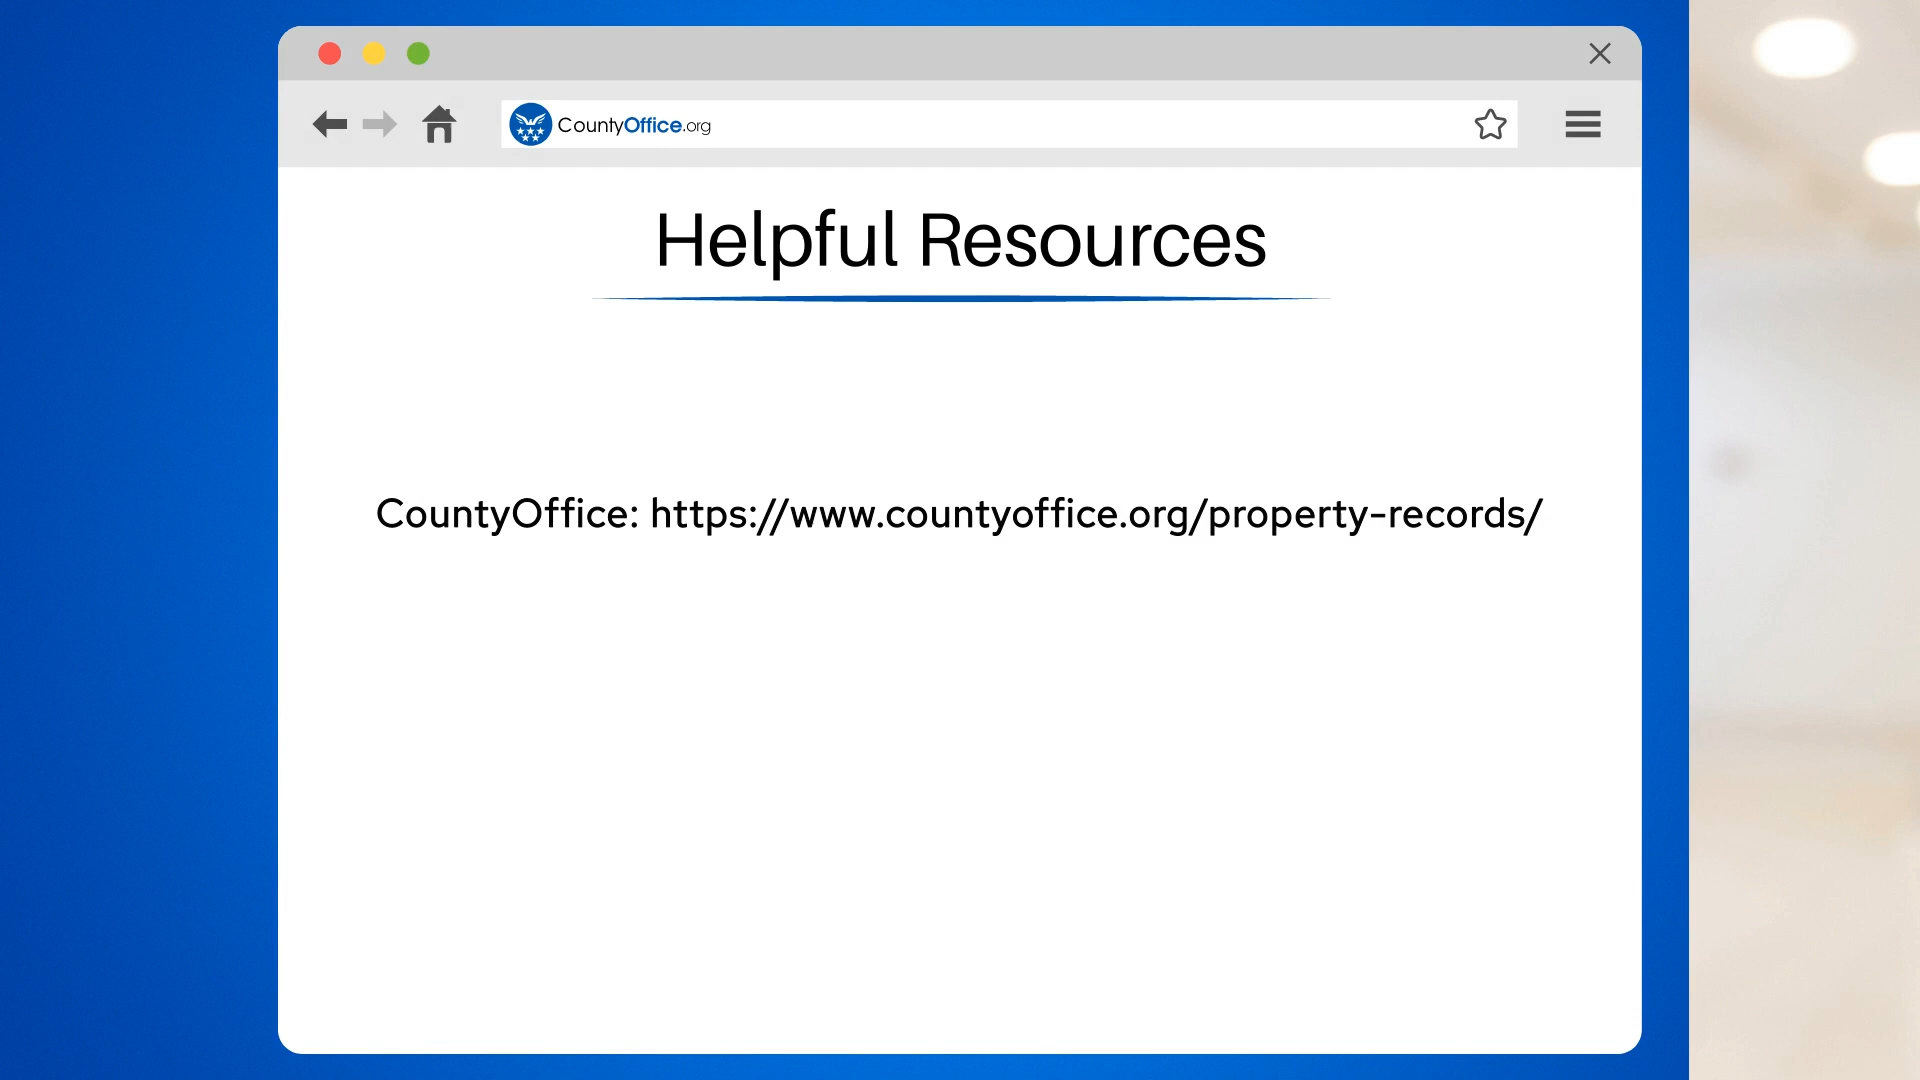 CountyOffice.org
Helpful Resources
CountyOffice: https://www.countyoffice.org/property-records/